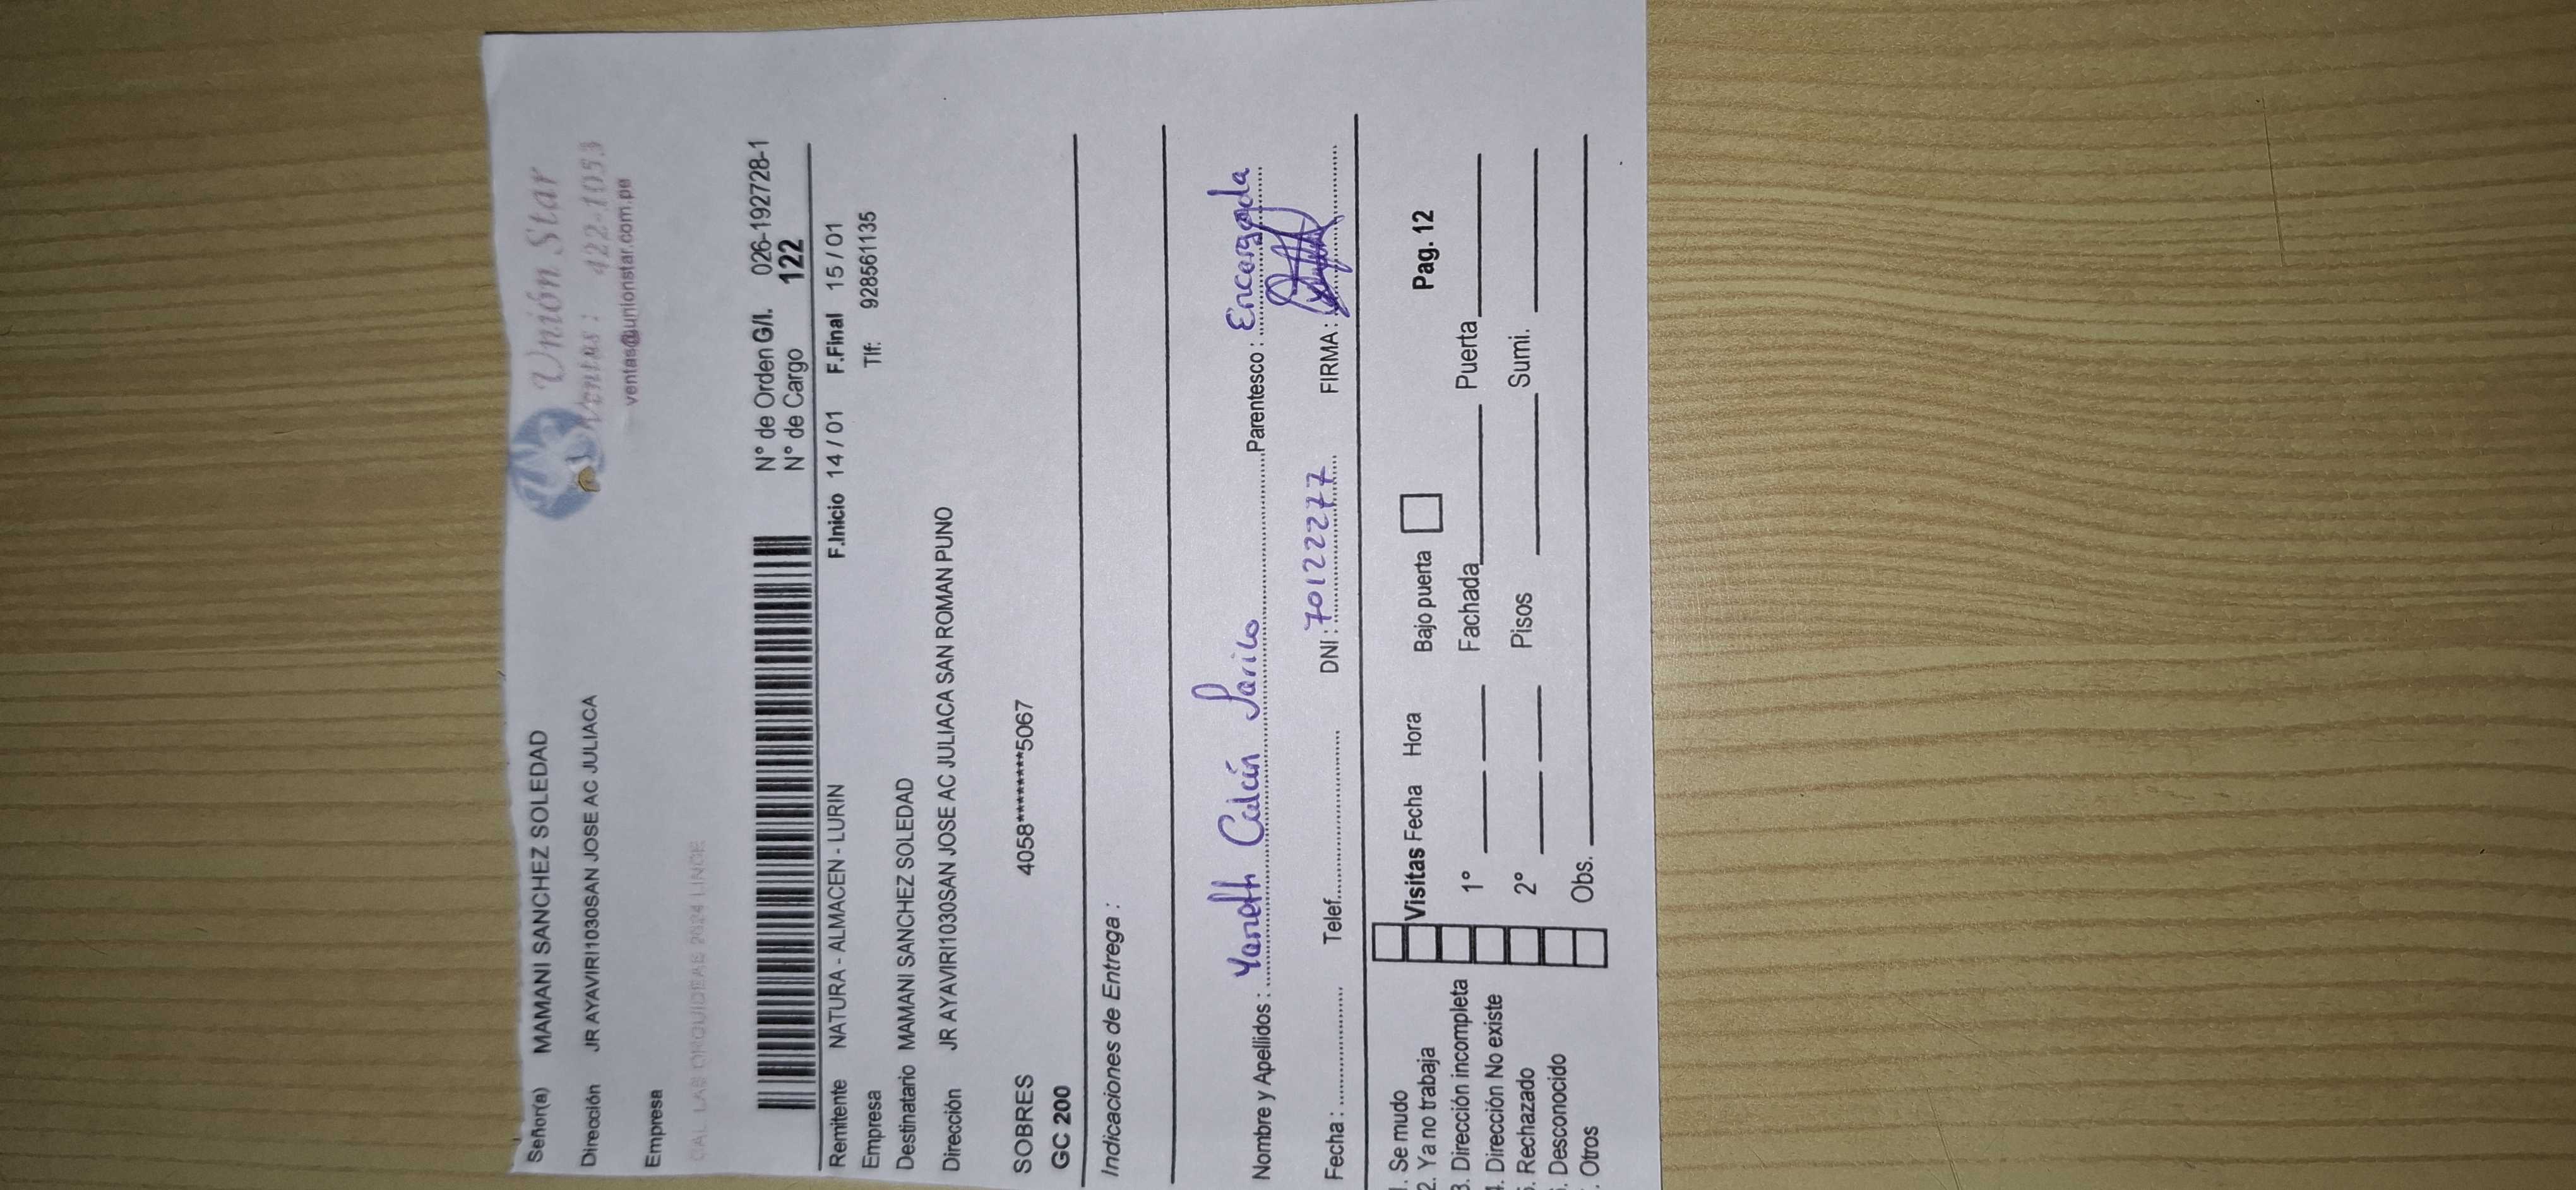 Señor(a) MAMANI SANCHEZ SOLEDAD
Unión Star
Dirección JR AYAVIRI1030SAN JOSE AC JULIACA
Ventas : 422-1053
ventas@unionstar.com.pe
Empresa
CAL LAS ORQUIDEAS 2624 LINCE
N° de Orden G/I. 026-192728-1
N° de Cargo 122
Remitente NATURA - ALMACEN - LURIN F.Inicio 14 / 01 F.Final 15 / 01
Empresa Tlf: 928561135
Destinatario MAMANI SANCHEZ SOLEDAD
Dirección JR AYAVIRI1030SAN JOSE AC JULIACA SAN ROMAN PUNO
SOBRES 4058********5067
GC 200
Indicaciones de Entrega :
Nombre y Apellidos : Yaneth Parentesco : Encargada
Fecha : Telef. DNI : 70122277 FIRMA :
1. Se mudo
2. Ya no trabaja Visitas Fecha Hora Bajo puerta Pag. 12
3. Dirección incompleta 1° Fachada Puerta
4. Dirección No existe
5. Rechazado 2° Pisos Sumi.
6. Desconocido
. Otros Obs.